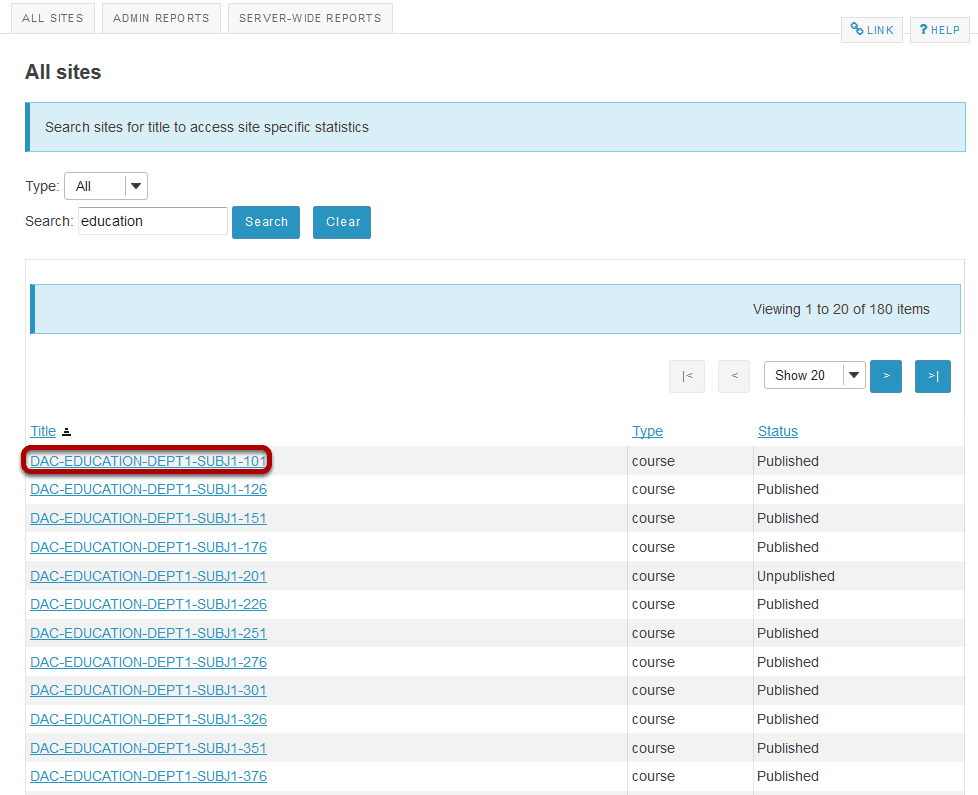 ALL SITES ADMIN REPORTS SERVER-WIDE REPORTS
LINK ? HELP
All sites
Search sites for title to access site specific statistics
Type: All
Search: education Search Clear
Viewing 1 to 20 of 180 items
|< < Show 20 > >|
Title Type Status
DAC-EDUCATION-DEPT1-SUBJ1-101 course Published
DAC-EDUCATION-DEPT1-SUBJ1-126 course Published
DAC-EDUCATION-DEPT1-SUBJ1-151 course Published
DAC-EDUCATION-DEPT1-SUBJ1-176 course Published
DAC-EDUCATION-DEPT1-SUBJ1-201 course Unpublished
DAC-EDUCATION-DEPT1-SUBJ1-226 course Published
DAC-EDUCATION-DEPT1-SUBJ1-251 course Published
DAC-EDUCATION-DEPT1-SUBJ1-276 course Published
DAC-EDUCATION-DEPT1-SUBJ1-301 course Published
DAC-EDUCATION-DEPT1-SUBJ1-326 course Published
DAC-EDUCATION-DEPT1-SUBJ1-351 course Published
DAC-EDUCATION-DEPT1-SUBJ1-376 course Published